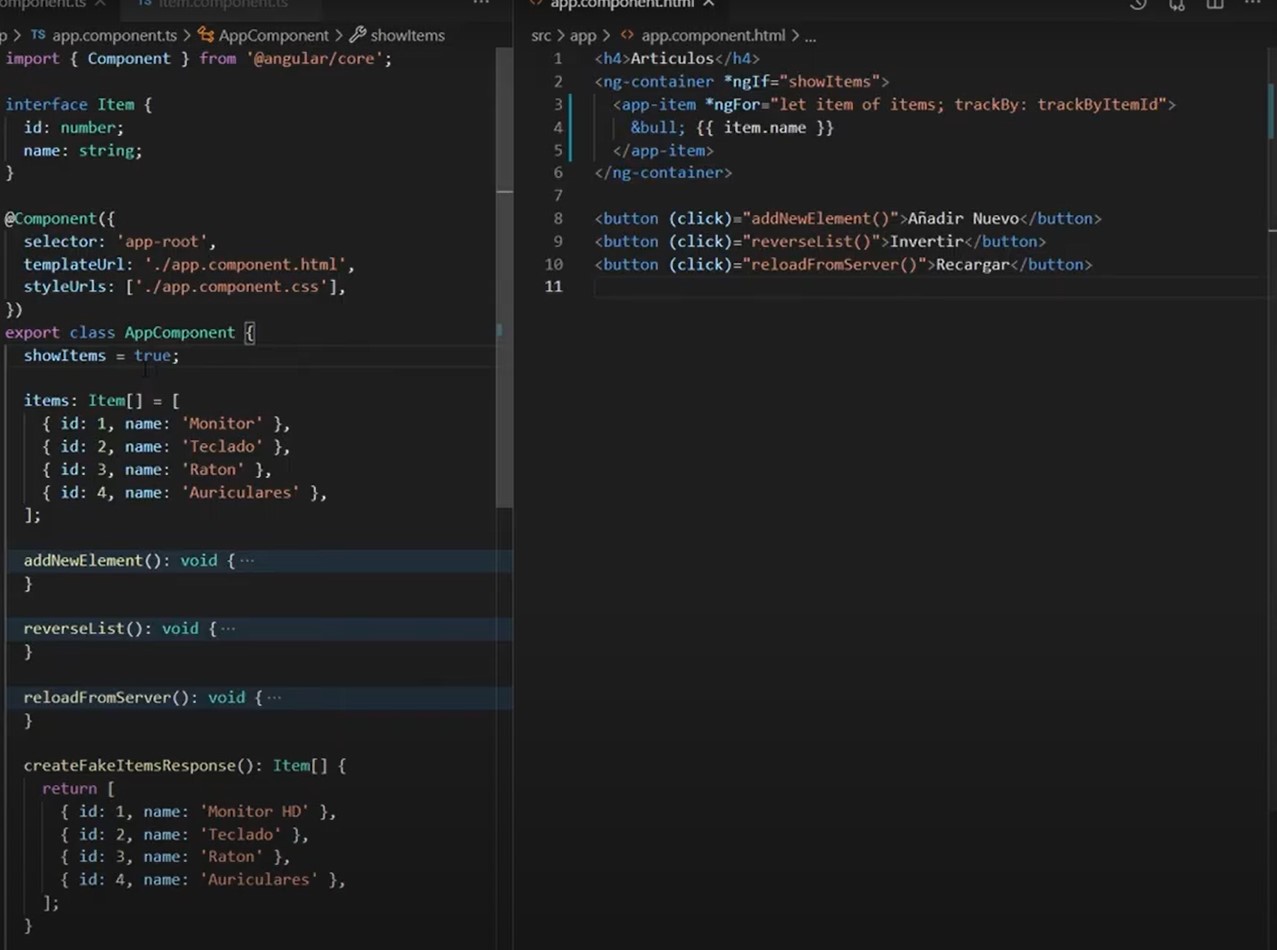 omponent.ts
TS item.component.ts
...
p > TS app.component.ts > AppComponent > showItems
import { Component } from '@angular/core';
interface Item {
id: number;
name: string;
}
@Component({
selector: 'app-root',
templateUrl: './app.component.html',
styleUrls: ['./app.component.css'],
})
export class AppComponent {
showItems = true;
items: Item[] = [
{ id: 1, name: 'Monitor' },
{ id: 2, name: 'Teclado' },
{ id: 3, name: 'Raton' },
{ id: 4, name: 'Auriculares' },
];
addNewElement(): void { ...
}
reverseList(): void { ...
}
reloadFromServer(): void { ...
}
createFakeItemsResponse(): Item[] {
return [
{ id: 1, name: 'Monitor HD' },
{ id: 2, name: 'Teclado' },
{ id: 3, name: 'Raton' },
{ id: 4, name: 'Auriculares' },
];
}
<> app.component.html
...
src > app > <> app.component.html > ...
1 <h4>Articulos</h4>
2 <ng-container *ngIf="showItems">
3 <app-item *ngFor="let item of items; trackBy: trackByItemId">
4 &bull; {{ item.name }}
5 </app-item>
6 </ng-container>
7
8 <button (click)="addNewElement()">Añadir Nuevo</button>
9 <button (click)="reverseList()">Invertir</button>
10 <button (click)="reloadFromServer()">Recargar</button>
11